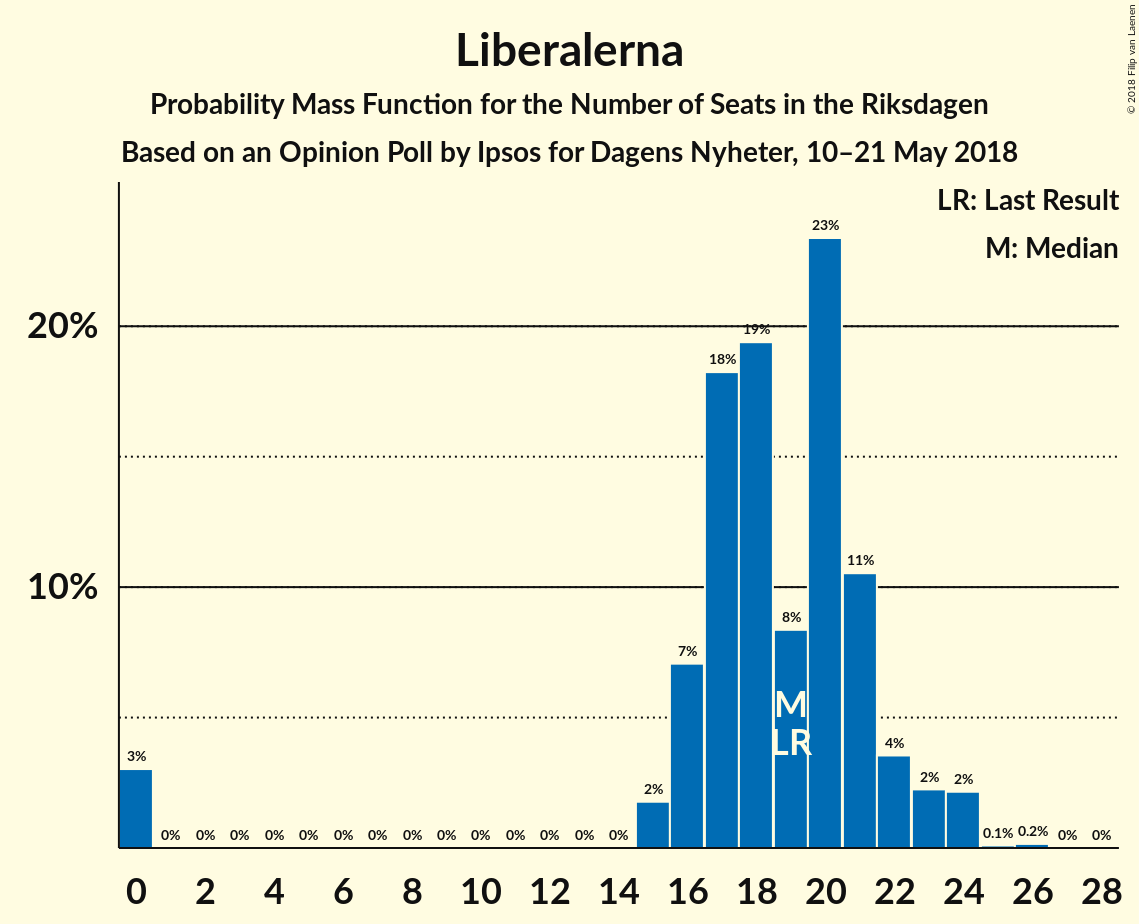 © 2018 Filip van Laenen
Liberalerna
Probability Mass Function for the Number of Seats in the Riksdagen
Based on an Opinion Poll by Ipsos for Dagens Nyheter, 10–21 May 2018
LR: Last Result
M: Median
20%
10%
3% 0% 0% 0% 0% 0% 0% 0% 0% 0% 0% 0% 0% 0% 0% 2% 7% 18% 19% 8% 23% 11% 4% 2% 2% 0.1% 0.2% 0% 0%
M
LR
0 2 4 6 8 10 12 14 16 18 20 22 24 26 28